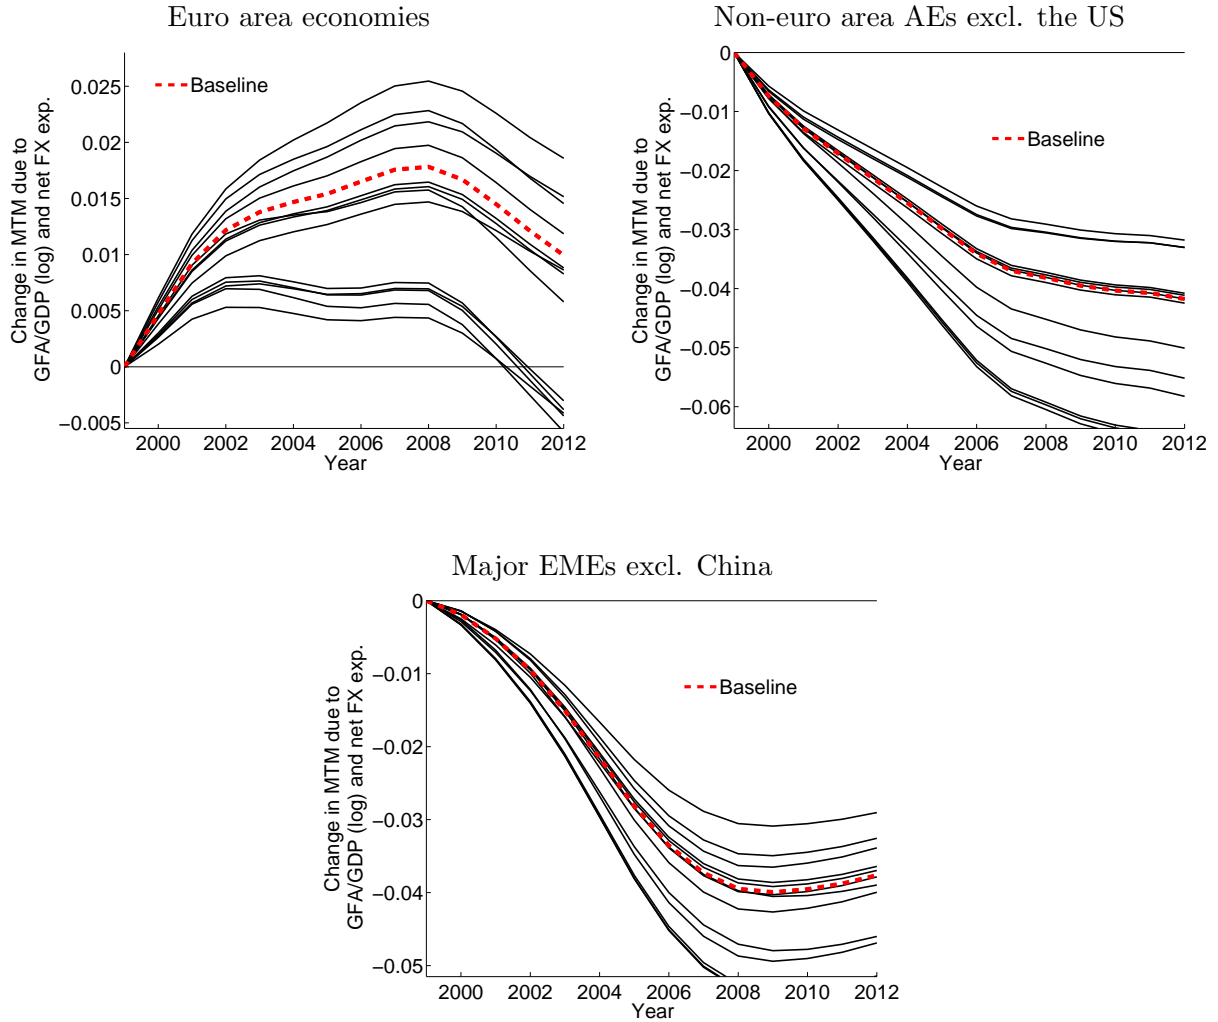 Euro area economies
Change in MTM due to
GFA/GDP (log) and net FX exp.
0.025
0.02
0.015
0.01
0.005
0
−0.005
Baseline
2000 2002 2004 2006 2008 2010 2012
Year
Non-euro area AEs excl. the US
Change in MTM due to
GFA/GDP (log) and net FX exp.
0
−0.01
−0.02
−0.03
−0.04
−0.05
−0.06
Baseline
2000 2002 2004 2006 2008 2010 2012
Year
Major EMEs excl. China
Change in MTM due to
GFA/GDP (log) and net FX exp.
0
−0.01
−0.02
−0.03
−0.04
−0.05
Baseline
2000 2002 2004 2006 2008 2010 2012
Year